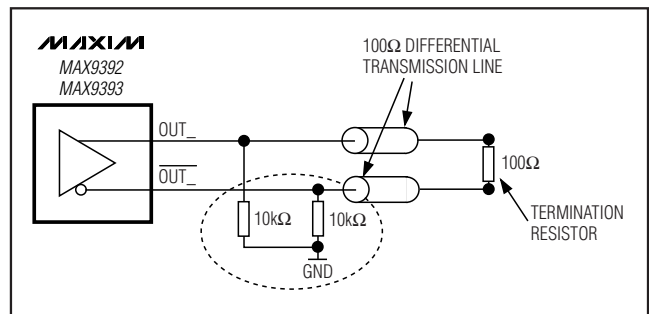 MAXIM
MAX9392
MAX9393
100Ω DIFFERENTIAL
TRANSMISSION LINE
OUT_
OUT_
100Ω
10kΩ
10kΩ
TERMINATION
RESISTOR
GND